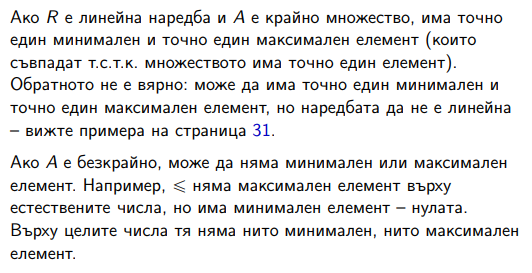 Ако R е линейна наредба и A е крайно множество, има точно
един минимален и точно един максимален елемент (които
съвпадат т.с.т.к. множеството има точно един елемент).
Обратното не е вярно: може да има точно един минимален и
точно един максимален елемент, но наредбата да не е линейна
– вижте примера на страница 31.
Ако A е безкрайно, може да няма минимален или максимален
елемент. Например, ⩽ няма максимален елемент върху
естествените числа, но има минимален елемент – нулата.
Върху целите числа тя няма нито минимален, нито максимален
елемент.